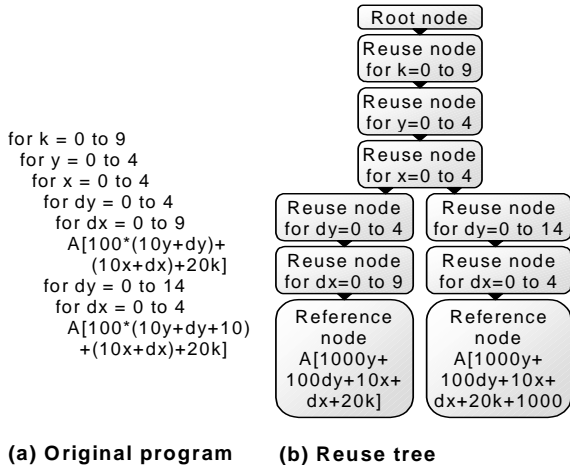 for k = 0 to 9
for y = 0 to 4
for x = 0 to 4
for dy = 0 to 4
for dx = 0 to 9
A[100*(10y+dy)+
(10x+dx)+20k]
for dy = 0 to 14
for dx = 0 to 4
A[100*(10y+dy+10)
+(10x+dx)+20k]
(a) Original program
Root node
Reuse node
for k=0 to 9
Reuse node
for y=0 to 4
Reuse node
for x=0 to 4
Reuse node
for dy=0 to 4
Reuse node
for dx=0 to 9
Reference
node
A[1000y+
100dy+10x+
dx+20k]
Reuse node
for dy=0 to 14
Reuse node
for dx=0 to 4
Reference
node
A[1000y+
100dy+10x+
dx+20k+1000
(b) Reuse tree